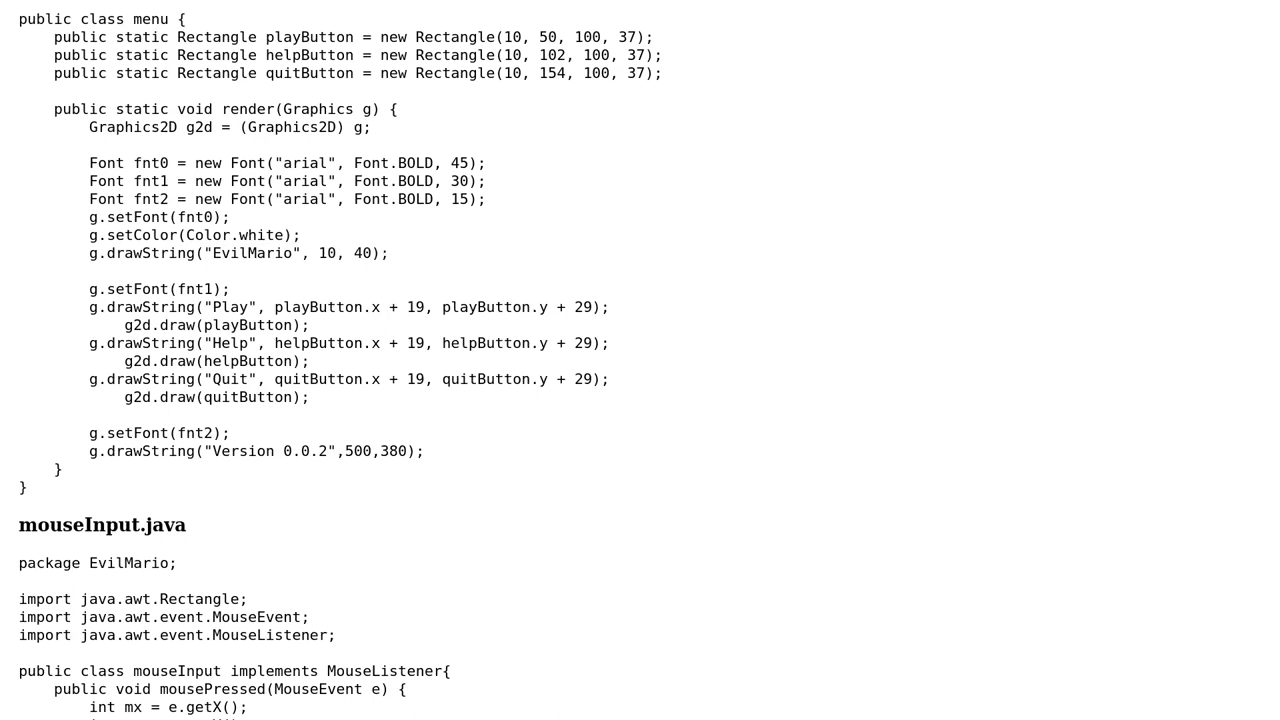 public class menu {
    public static Rectangle playButton = new Rectangle(10, 50, 100, 37);
    public static Rectangle helpButton = new Rectangle(10, 102, 100, 37);
    public static Rectangle quitButton = new Rectangle(10, 154, 100, 37);

    public static void render(Graphics g) {
        Graphics2D g2d = (Graphics2D) g;

        Font fnt0 = new Font("arial", Font.BOLD, 45);
        Font fnt1 = new Font("arial", Font.BOLD, 30);
        Font fnt2 = new Font("arial", Font.BOLD, 15);
        g.setFont(fnt0);
        g.setColor(Color.white);
        g.drawString("EvilMario", 10, 40);

        g.setFont(fnt1);
        g.drawString("Play", playButton.x + 19, playButton.y + 29);
            g2d.draw(playButton);
        g.drawString("Help", helpButton.x + 19, helpButton.y + 29);
            g2d.draw(helpButton);
        g.drawString("Quit", quitButton.x + 19, quitButton.y + 29);
            g2d.draw(quitButton);

        g.setFont(fnt2);
        g.drawString("Version 0.0.2",500,380);
    }
}
mouseInput.java
package EvilMario;

import java.awt.Rectangle;
import java.awt.event.MouseEvent;
import java.awt.event.MouseListener;

public class mouseInput implements MouseListener{
    public void mousePressed(MouseEvent e) {
        int mx = e.getX();